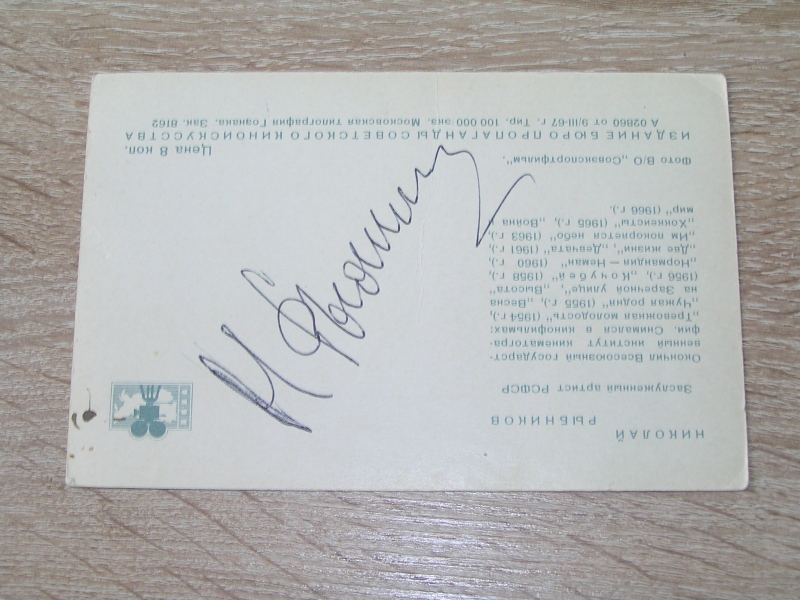 НИКОЛАЙ
РЫБНИКОВ
Заслуженный артист РСФСР
Окончил Всесоюзный государст-
венный институт кинематогра-
фии. Снимался в кинофильмах:
„Тревожная молодость“ (1954 г.),
„Чужая родня“ (1955 г.), „Весна
на Заречной улице“, „Высота“
(1956 г.), „Кочубей“ (1958 г.),
„Нормандия — Неман“ (1960 г.),
„Две жизни“, „Девчата“ (1961 г.),
„Им покоряется небо“ (1963 г.),
„Хоккеисты“ (1965 г.), „Война и
мир“ (1966 г.).
Фото В/О „Совэкспортфильм“.
Цена 8 коп.
ИЗДАНИЕ БЮРО ПРОПАГАНДЫ СОВЕТСКОГО КИНОИСКУССТВА
А 02860 от 9/III-67 г. Тир. 100 000 экз. Московская типография Гознака. Зак. 8162